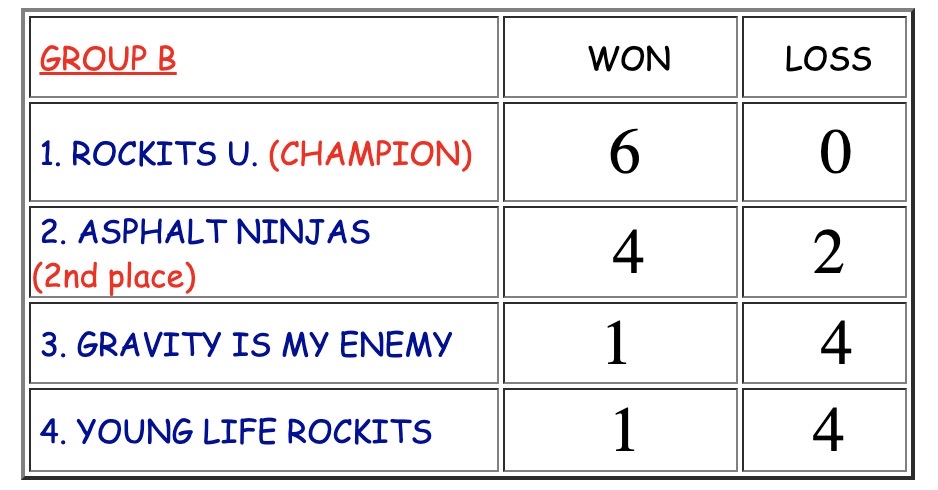 GROUP B WON LOSS
1. ROCKITS U. (CHAMPION) 6 0
2. ASPHALT NINJAS
(2nd place) 4 2
3. GRAVITY IS MY ENEMY 1 4
4. YOUNG LIFE ROCKITS 1 4